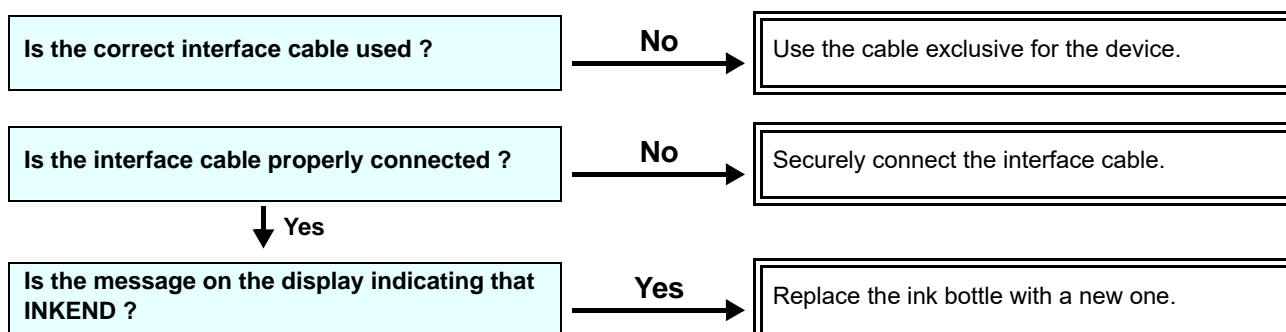 Is the correct interface cable used ?
No
Use the cable exclusive for the device.
Is the interface cable properly connected ?
No
Securely connect the interface cable.
Yes
Is the message on the display indicating that
INKEND ?
Yes
Replace the ink bottle with a new one.